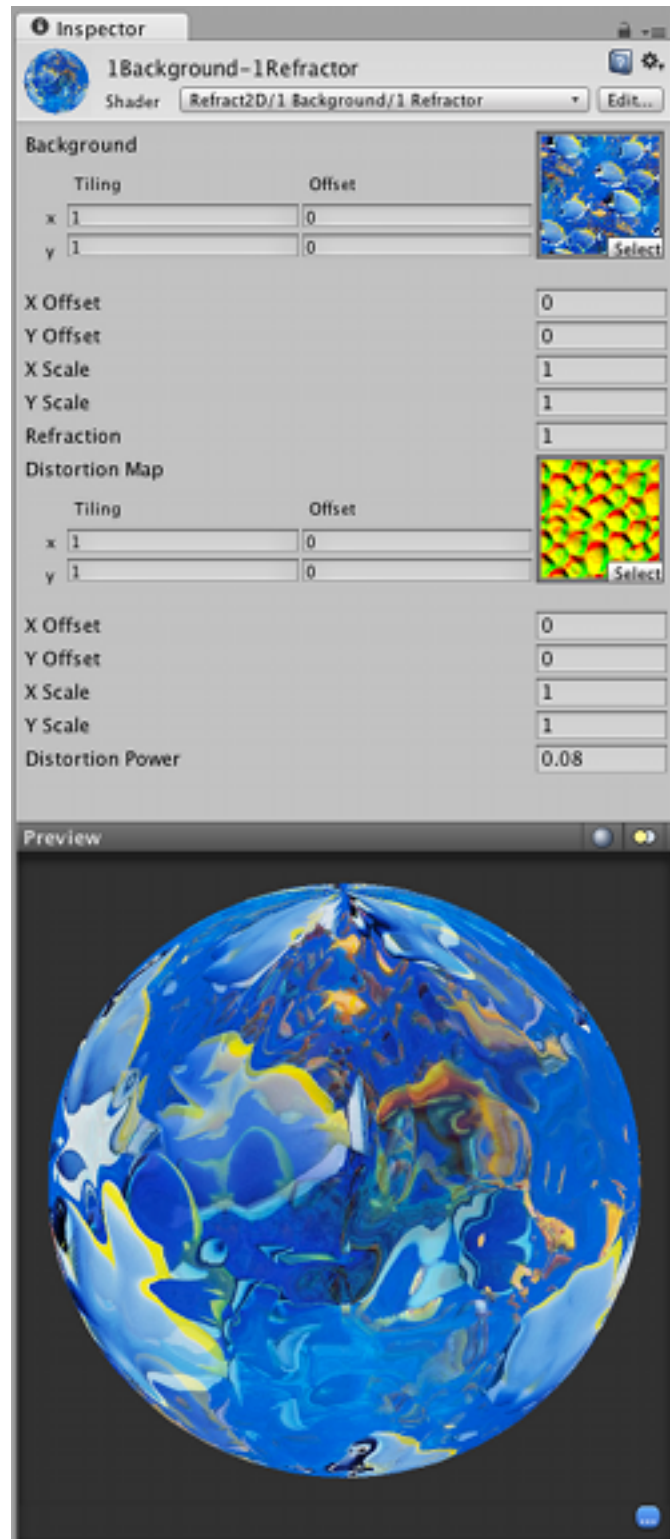 Inspector
1Background-1Refractor
Shader Refract2D/1 Background/1 Refractor Edit...
Background
Tiling Offset
x 1 0
y 1 0
Select
X Offset 0
Y Offset 0
X Scale 1
Y Scale 1
Refraction 1
Distortion Map
Tiling Offset
x 1 0
y 1 0
Select
X Offset 0
Y Offset 0
X Scale 1
Y Scale 1
Distortion Power 0.08
Preview